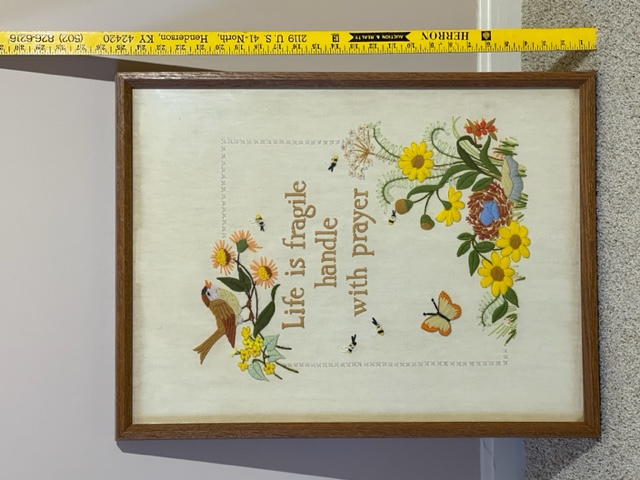 Life is fragile
handle
with prayer
HERRON
AUCTION & REALTY
2119 U.S. 41-North, Henderson, KY 42420 (502) 826-6216